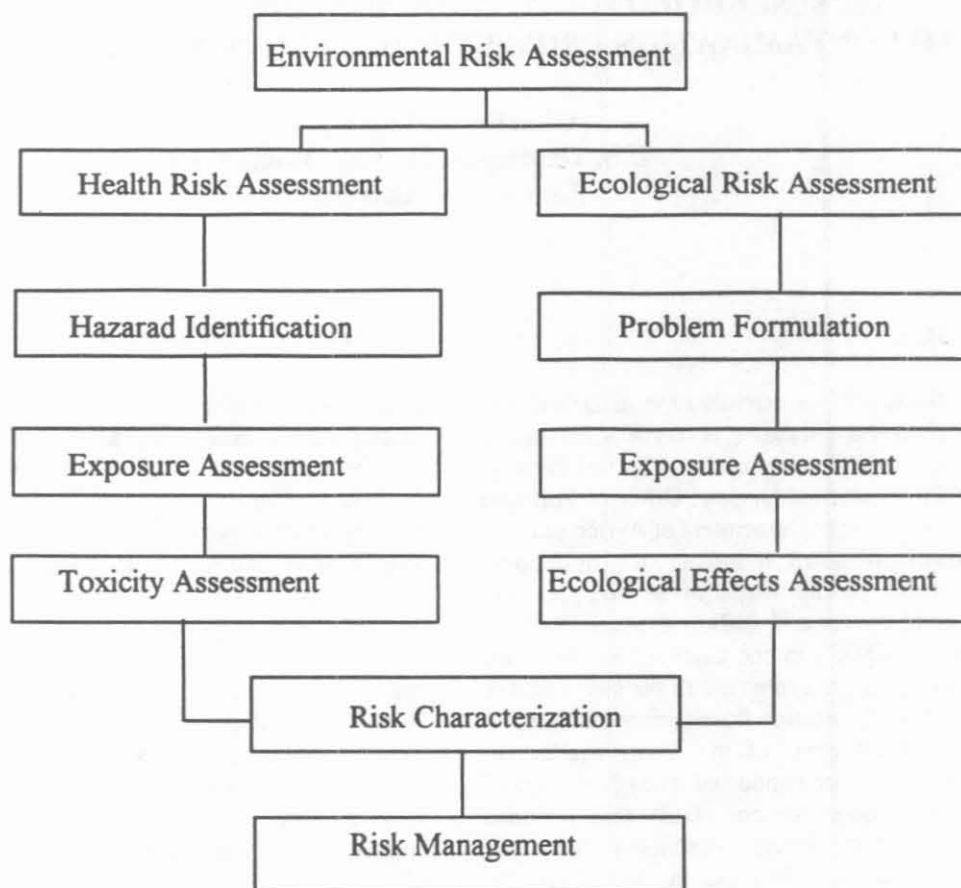 Environmental Risk Assessment
Health Risk Assessment
Ecological Risk Assessment
Hazarad Identification
Problem Formulation
Exposure Assessment
Exposure Assessment
Toxicity Assessment
Ecological Effects Assessment
Risk Characterization
Risk Management